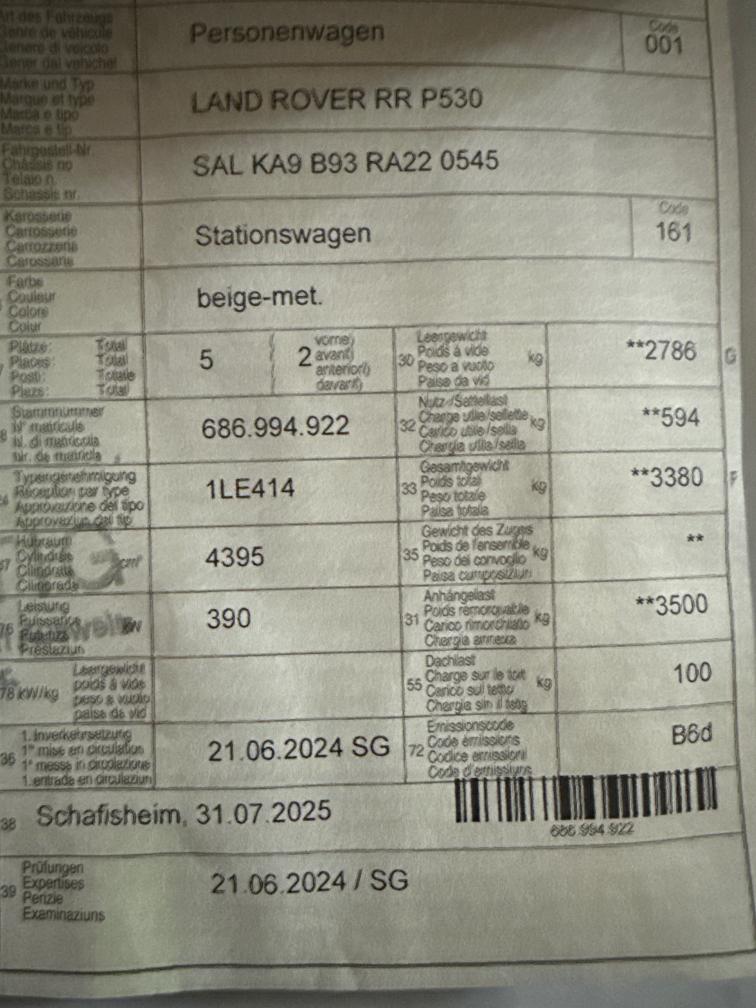 Art des Fahrzeugs
Genre de véhicule
Genere di veicolo
Gener dal vehichel
Personenwagen
Code
001
Marke und Typ
Marque et type
Marca e tipo
Marca e tip
LAND ROVER RR P530
Fahrgestell-Nr.
Châssis no
Telaio n.
Schassis nr.
SAL KA9 B93 RA22 0545
Karosserie
Carrosserie
Carrozzeria
Carossaria
Stationswagen
Code
161
Farbe
Couleur
Colore
Colur
beige-met.
Plätze: Total
Places: Total
Posti: Totale
Plazs: Total
5
2
vorne)
avant)
anteriori)
davant)
30
Leergewicht
Poids à vide
Peso a vuoto
Paisa da vid
kg
**2786
G
Stammnummer
N° matricule
N. di matricola
Nr. da matricla
686.994.922
32
Nutz-/Sattellast
Charge utile/sellette
Carico utile/sella
Chargia utila/sella
kg
**594
Typengenehmigung
Réception par type
Approvazione del tipo
Approvaziun dal tip
1LE414
33
Gesamtgewicht
Poids total
Peso totale
Paisa totala
kg
**3380
F
Hubraum
Cylindrée
Cilindrata
Cilindrada
cm³
4395
35
Gewicht des Zuges
Poids de l'ensemble
Peso del convoglio
Paisa cumposiziun
kg
**
76
Leistung
Puissance
Potenza
Prestaziun
kW
390
31
Anhängelast
Poids remorquable
Carico rimorchiato
Chargia annexa
kg
**3500
78 kW/kg
Leergewicht
poids à vide
peso a vuoto
paisa da vid
55
Dachlast
Charge sur le toit
Carico sul tetto
Chargia sin il tetg
kg
100
36
1. Inverkehrsetzung
1re mise en circulation
1a messa in circolazione
1. entrada en circulaziun
21.06.2024 SG
72
Emissionscode
Code émissions
Codice emissioni
Code d'emissiuns
B6d
38
Schafisheim, 31.07.2025
686.994.922
39
Prüfungen
Expertises
Perizie
Examinaziuns
21.06.2024 / SG